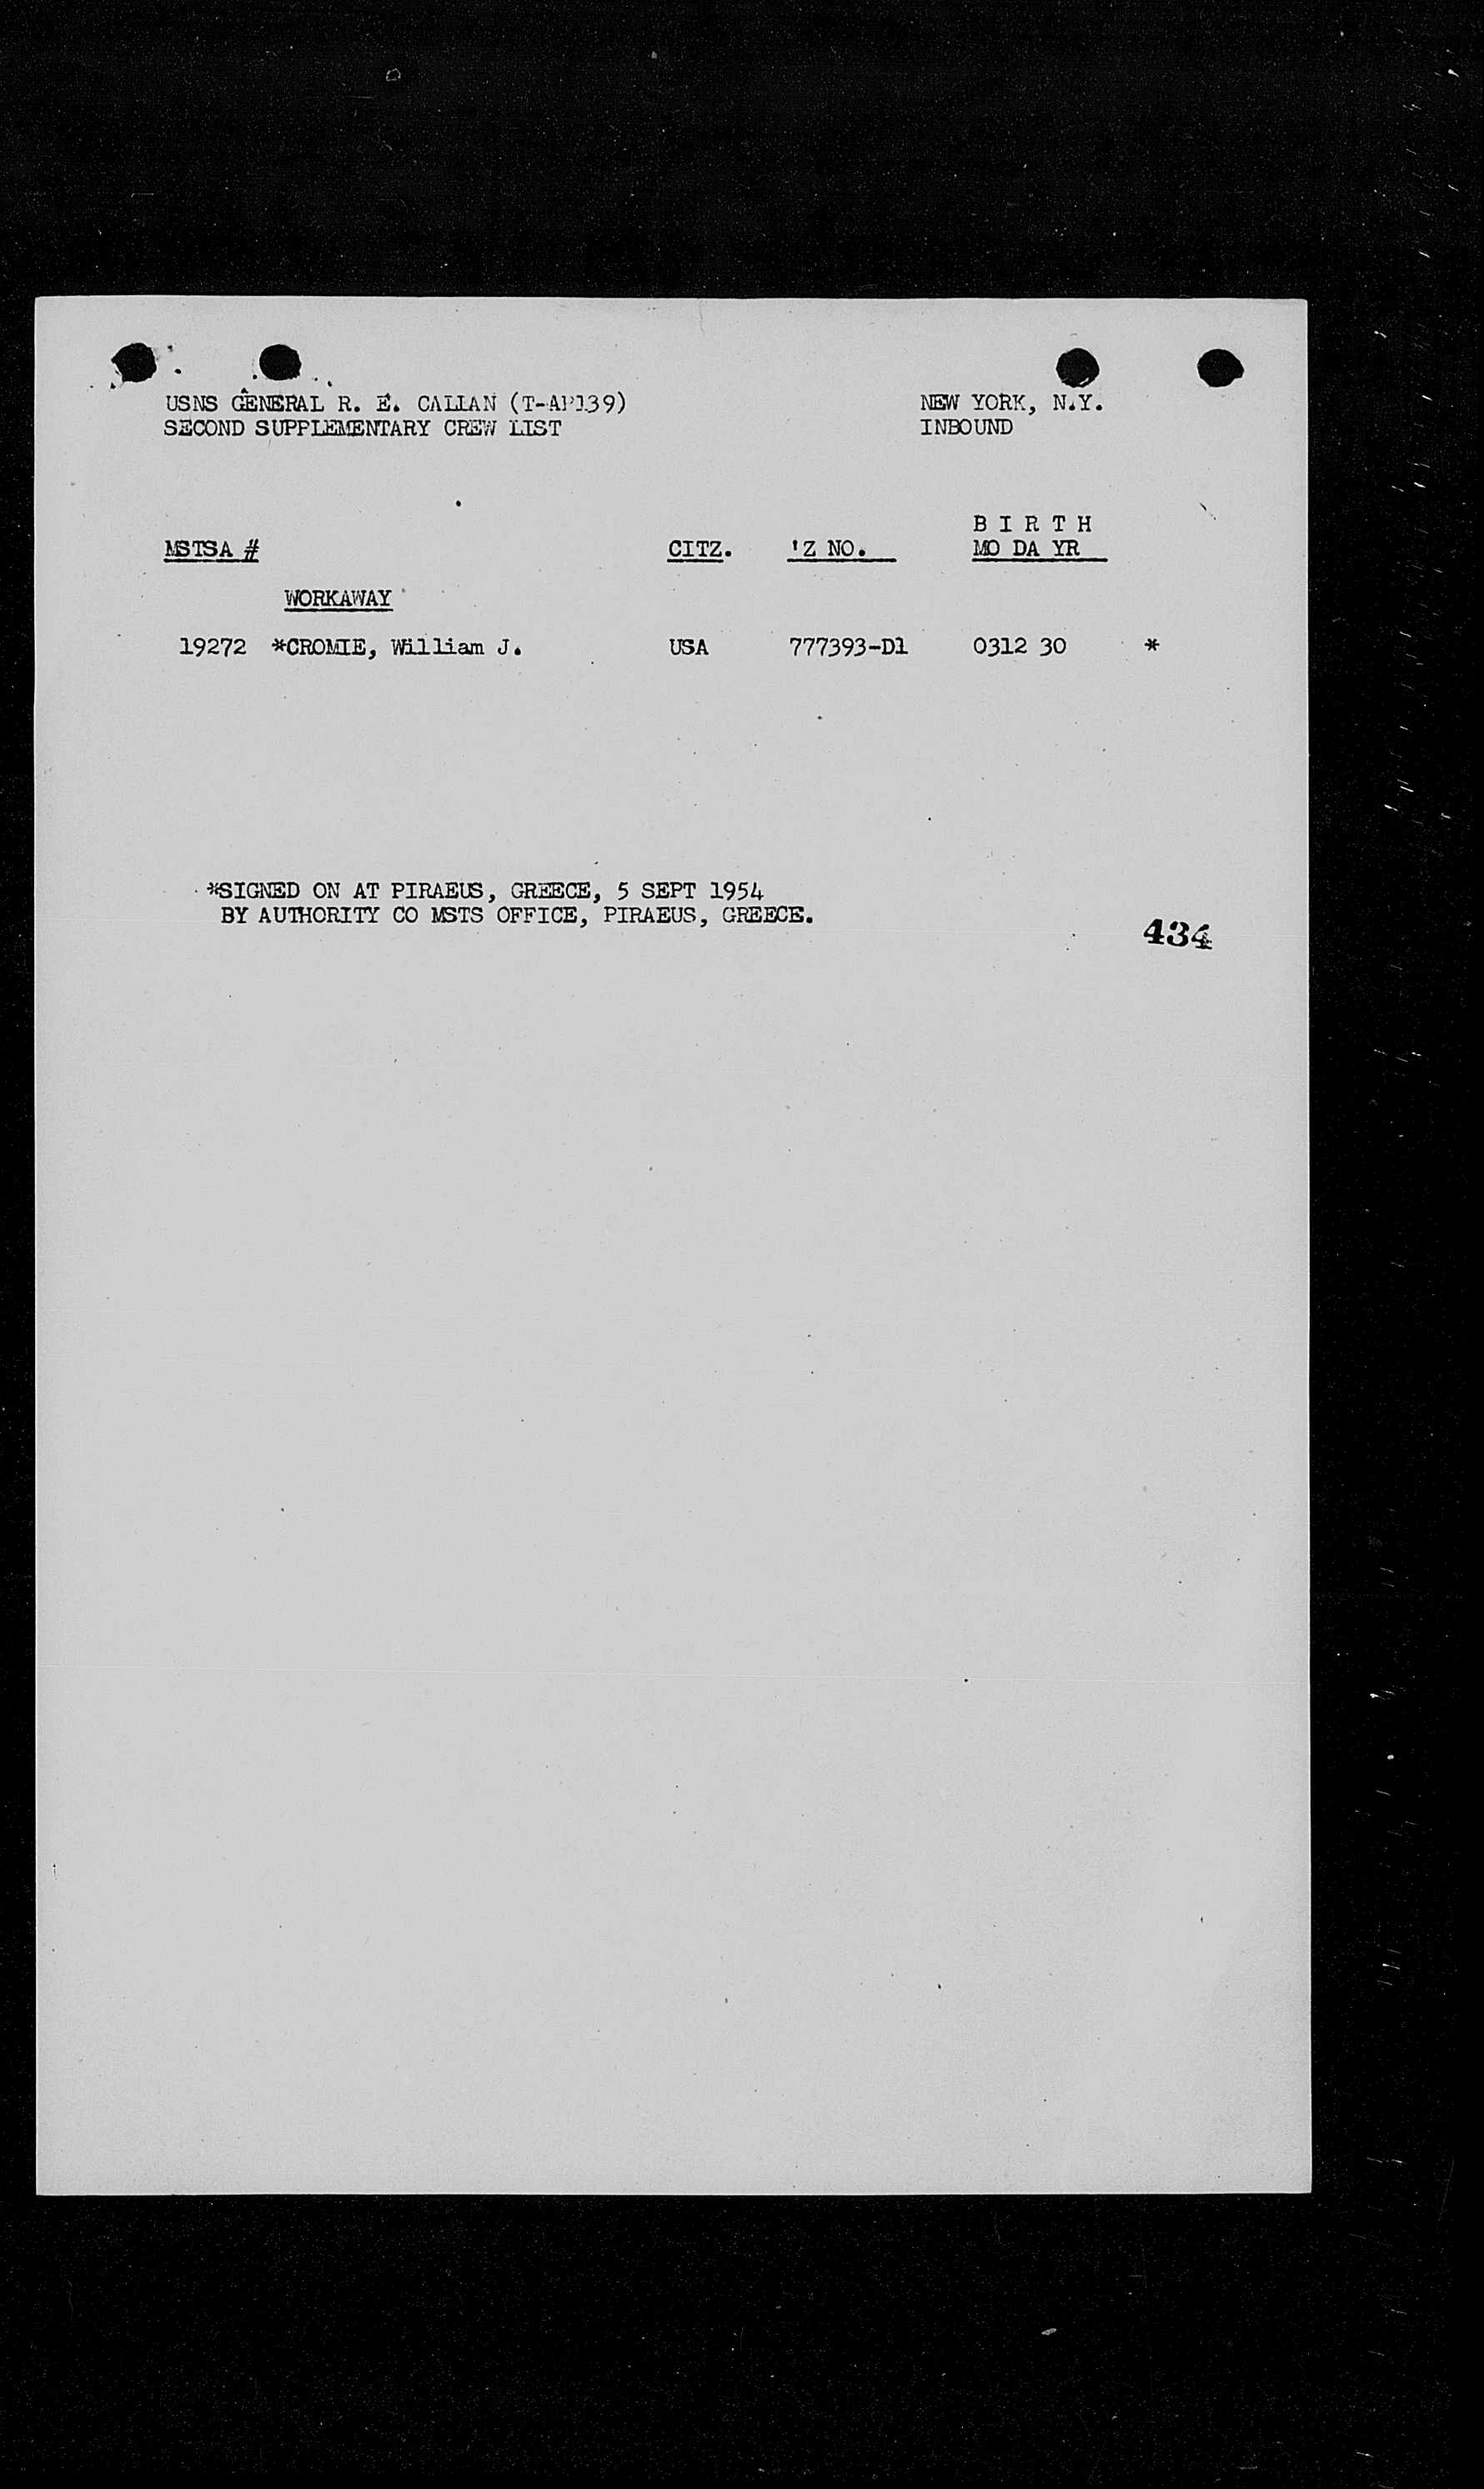 USNS GENERAL R. E. CALLAN (T-AP139)
SECOND SUPPLEMENTARY CREW LIST
NEW YORK, N.Y.
INBOUND
B I R T H
MSTSA # CITZ. 'Z NO. MO DA YR
WORKAWAY
19272 *CROMIE, William J. USA 777393-D1 0312 30 *
*SIGNED ON AT PIRAEUS, GREECE, 5 SEPT 1954
BY AUTHORITY CO MSTS OFFICE, PIRAEUS, GREECE.
434